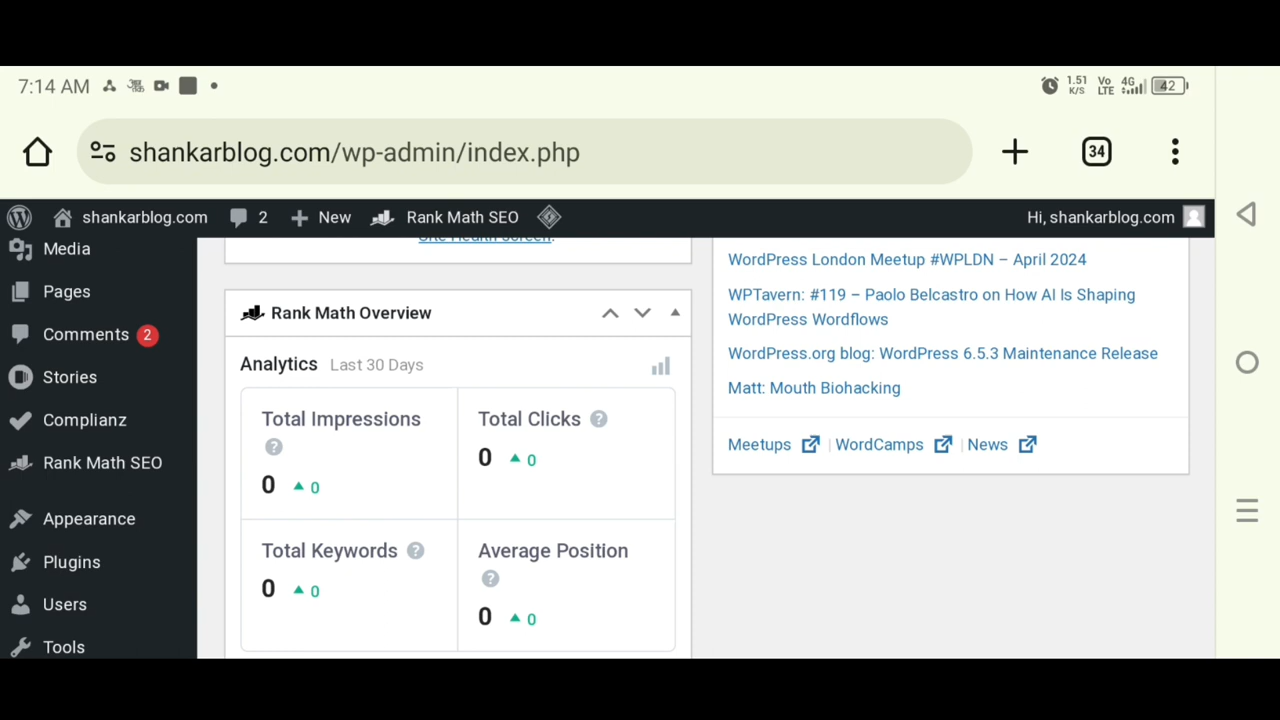 7:14 AM
1.51 K/S Vo LTE 4G 42
shankarblog.com/wp-admin/index.php
34
shankarblog.com 2 New Rank Math SEO Hi, shankarblog.com
Media
Pages
Comments 2
Stories
Complianz
Rank Math SEO
Appearance
Plugins
Users
Tools
Site Health screen.
Rank Math Overview
Analytics Last 30 Days
Total Impressions ?
0 0
Total Clicks ?
0 0
Total Keywords ?
0 0
Average Position ?
0 0
WordPress London Meetup #WPLDN – April 2024
WPTavern: #119 – Paolo Belcastro on How AI Is Shaping
WordPress Wordflows
WordPress.org blog: WordPress 6.5.3 Maintenance Release
Matt: Mouth Biohacking
Meetups | WordCamps | News